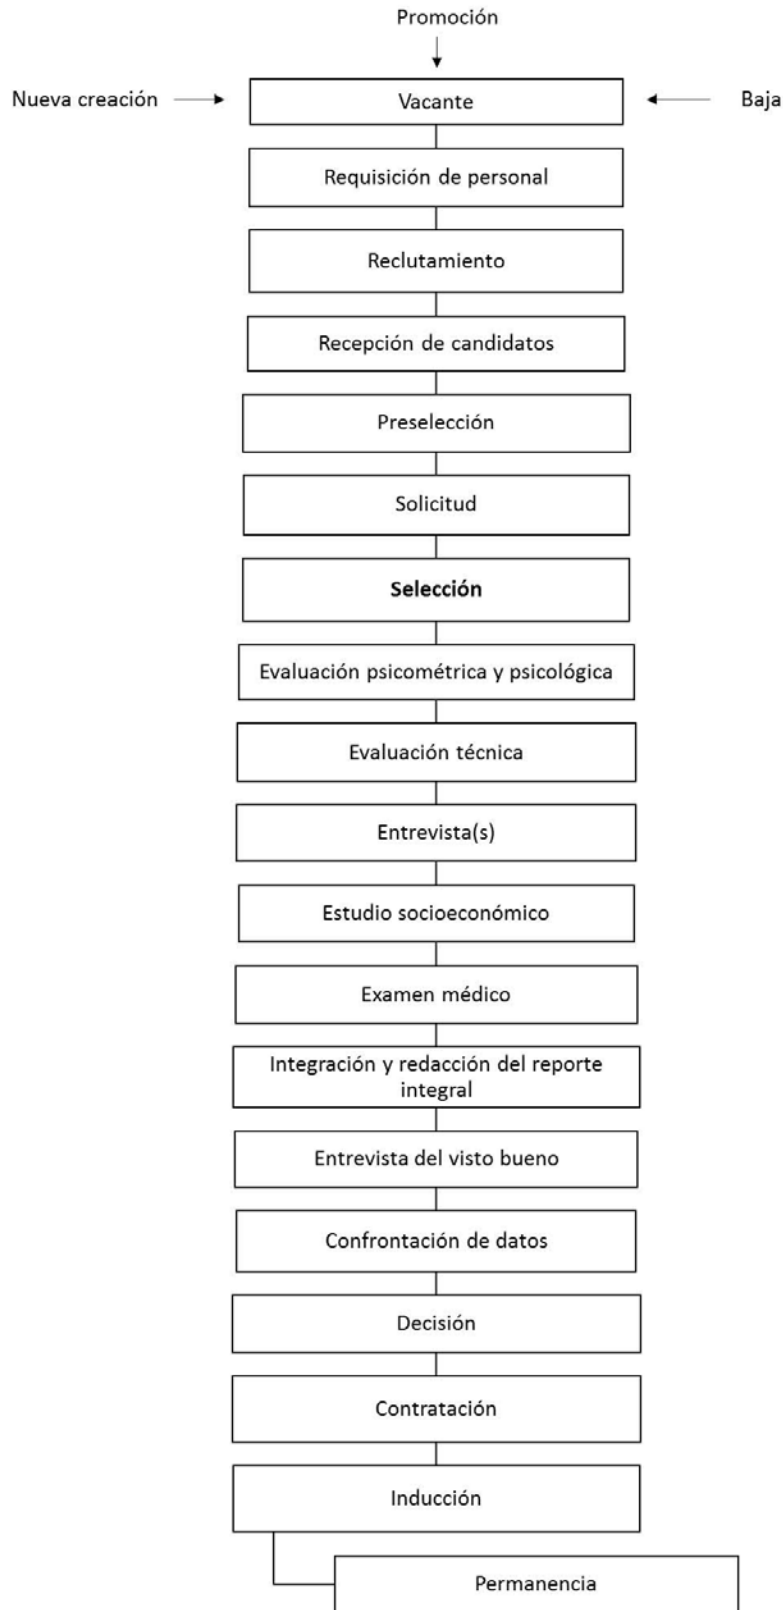 Promoción
Nueva creación
Vacante
Baja
Requisición de personal
Reclutamiento
Recepción de candidatos
Preselección
Solicitud
Selección
Evaluación psicométrica y psicológica
Evaluación técnica
Entrevista(s)
Estudio socioeconómico
Examen médico
Integración y redacción del reporte
integral
Entrevista del visto bueno
Confrontación de datos
Decisión
Contratación
Inducción
Permanencia